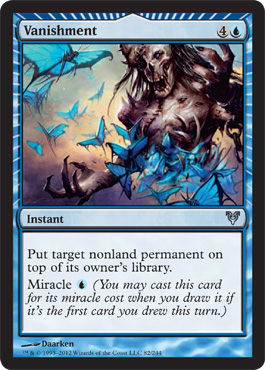 Vanishment 4
Instant
Put target nonland permanent on
top of its owner's library.
Miracle (You may cast this
card for its miracle cost when you draw it if
it's the first card you drew this turn.)
Daarken
™ & © 1993–2012 Wizards of the Coast LLC 82/244